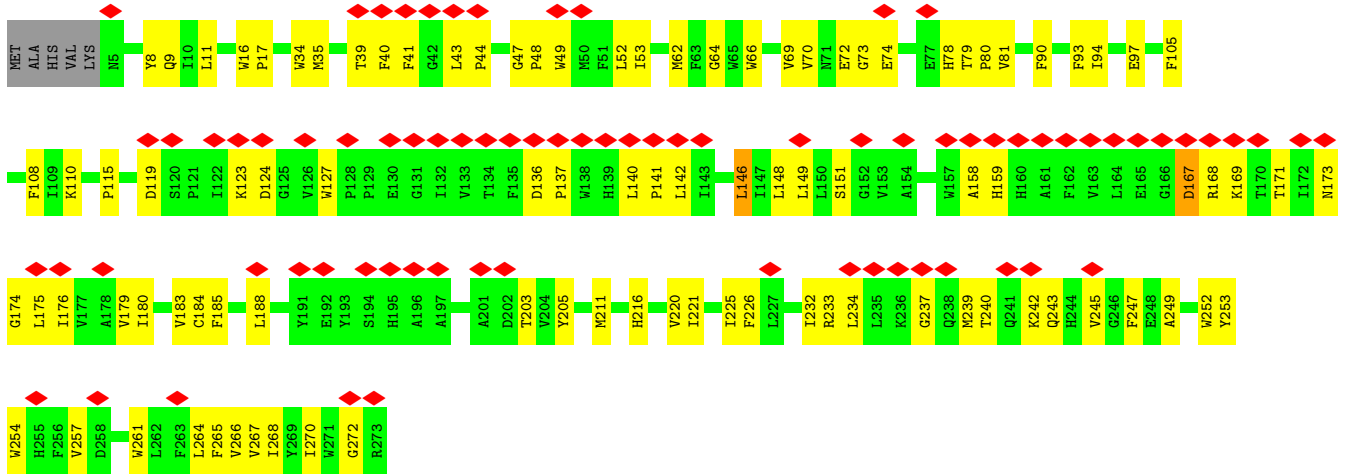 MET ALA HIS VAL LYS N5 Y8 Q9 I10 L11 W16 P17 W34 M35 T39 F40 F41 G42 L43 P44 G47 P48 W49 M50 F51 L52 I53 M62 F63 G64 W65 W66 V69 V70 N71 E72 G73 E74 E77 H78 T79 P80 V81 F90 F93 I94 E97 F105
F108 I109 K110 P115 D119 S120 P121 I122 K123 D124 G125 V126 W127 P128 P129 E130 G131 I132 V133 T134 F135 D136 P137 W138 H139 L140 P141 L142 I143 L146 I147 L148 L149 L150 S151 G152 V153 A154 W157 A158 H159 H160 A161 F162 V163 L164 E165 G166 D167 R168 K169 T170 T171 I172 N173
G174 L175 I176 V177 A178 V179 I180 V183 C184 F185 L188 Y191 E192 Y193 S194 H195 A196 A197 A201 D202 T203 V204 Y205 M211 H216 V220 I221 I225 F226 L227 I232 R233 L234 L235 K236 G237 Q238 M239 T240 Q241 K242 Q243 H244 V245 G246 F247 E248 A249 W252 Y253
W254 H255 F256 V257 D258 W261 L262 F263 L264 F265 V266 V267 I268 Y269 I270 W271 G272 R273